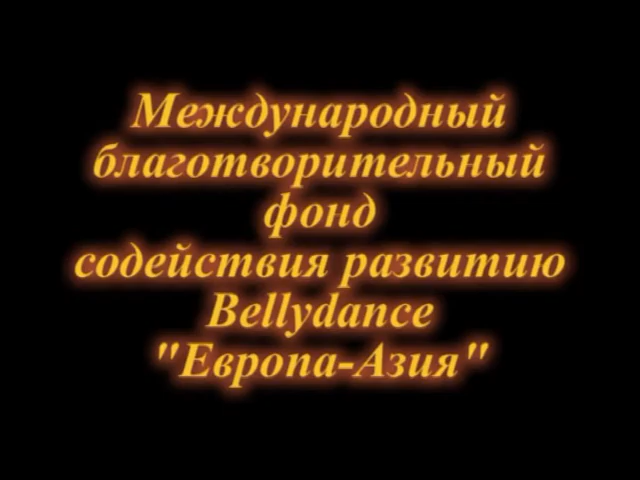 Международный
благотворительный
фонд
содействия развитию
Bellydance
"Европа-Азия"